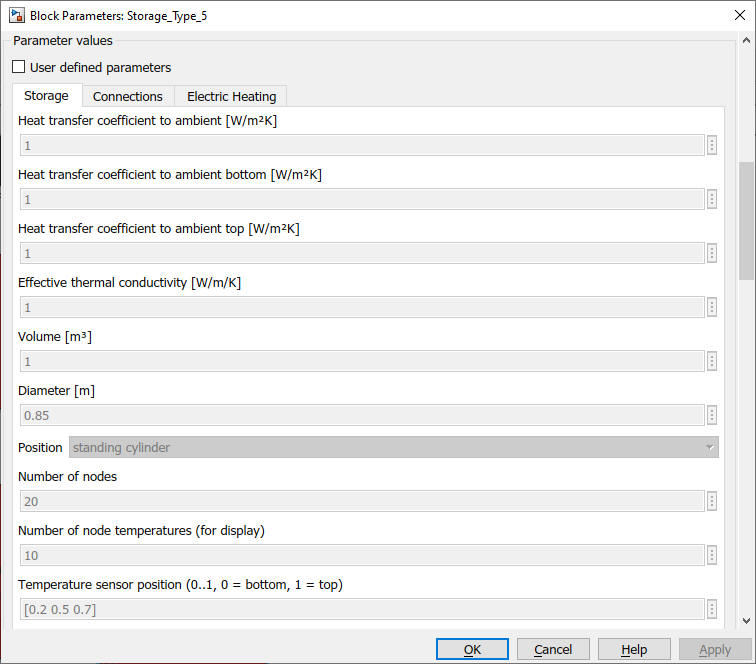 Block Parameters: Storage_Type_5
Parameter values
User defined parameters
Storage Connections Electric Heating
Heat transfer coefficient to ambient [W/m²K]
1
Heat transfer coefficient to ambient bottom [W/m²K]
1
Heat transfer coefficient to ambient top [W/m²K]
1
Effective thermal conductivity [W/m/K]
1
Volume [m³]
1
Diameter [m]
0.85
Position standing cylinder
Number of nodes
20
Number of node temperatures (for display)
10
Temperature sensor position (0..1, 0 = bottom, 1 = top)
[0.2 0.5 0.7]
OK Cancel Help Apply